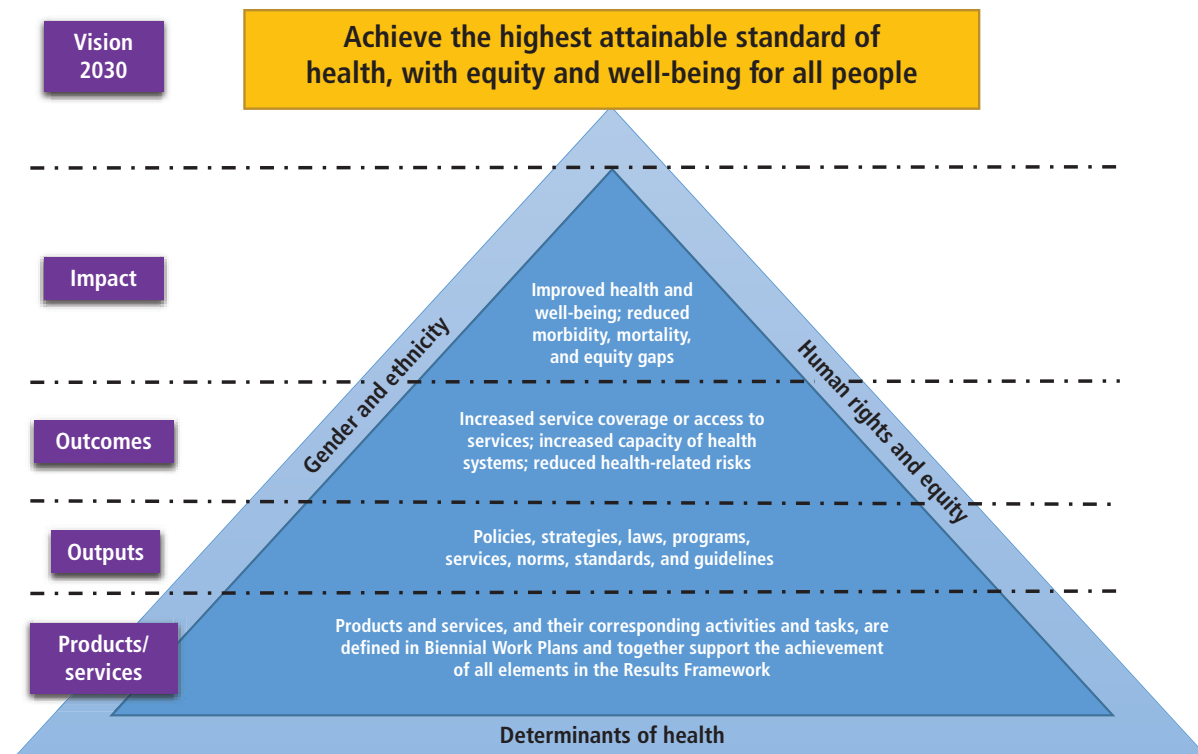 Vision
2030
Achieve the highest attainable standard of
health, with equity and well-being for all people
Impact
Improved health and
well-being; reduced
morbidity, mortality,
and equity gaps
Gender and ethnicity
Human rights and equity
Outcomes
Increased service coverage or access to
services; increased capacity of health
systems; reduced health-related risks
Outputs
Policies, strategies, laws, programs,
services, norms, standards, and guidelines
Products/
services
Products and services, and their corresponding activities and tasks, are
defined in Biennial Work Plans and together support the achievement
of all elements in the Results Framework
Determinants of health